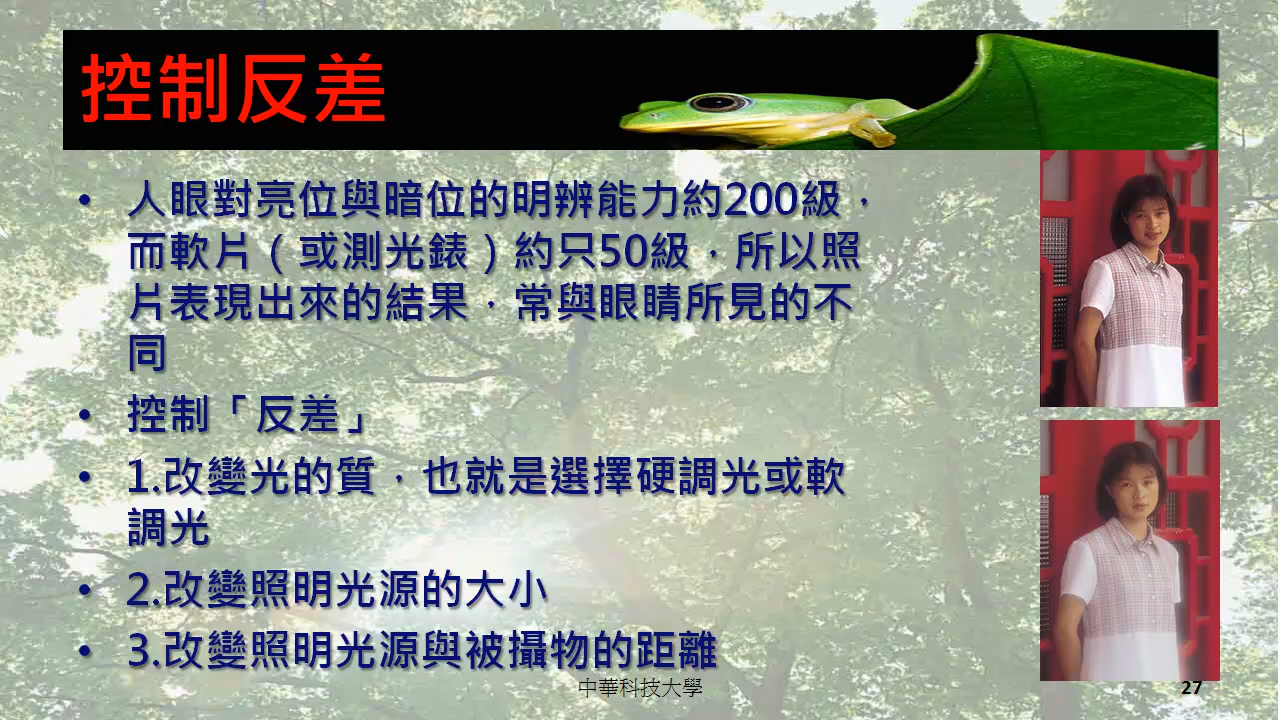 控制反差
• 人眼對亮位與暗位的明辨能力約200級，
而軟片（或測光錶）約只50級，所以照
片表現出來的結果，常與眼睛所見的不
同
• 控制「反差」
• 1.改變光的質，也就是選擇硬調光或軟
調光
• 2.改變照明光源的大小
• 3.改變照明光源與被攝物的距離
中華科技大學
27